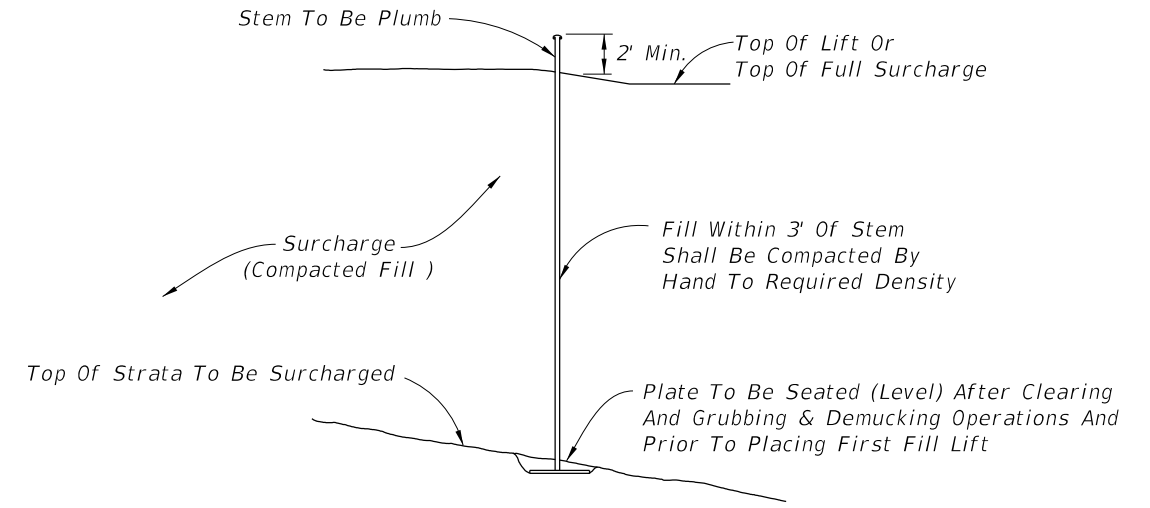 Stem To Be Plumb
2' Min.
Top Of Lift Or
Top Of Full Surcharge
Surcharge
(Compacted Fill )
Fill Within 3' Of Stem
Shall Be Compacted By
Hand To Required Density
Top Of Strata To Be Surcharged
Plate To Be Seated (Level) After Clearing
And Grubbing & Demucking Operations And
Prior To Placing First Fill Lift